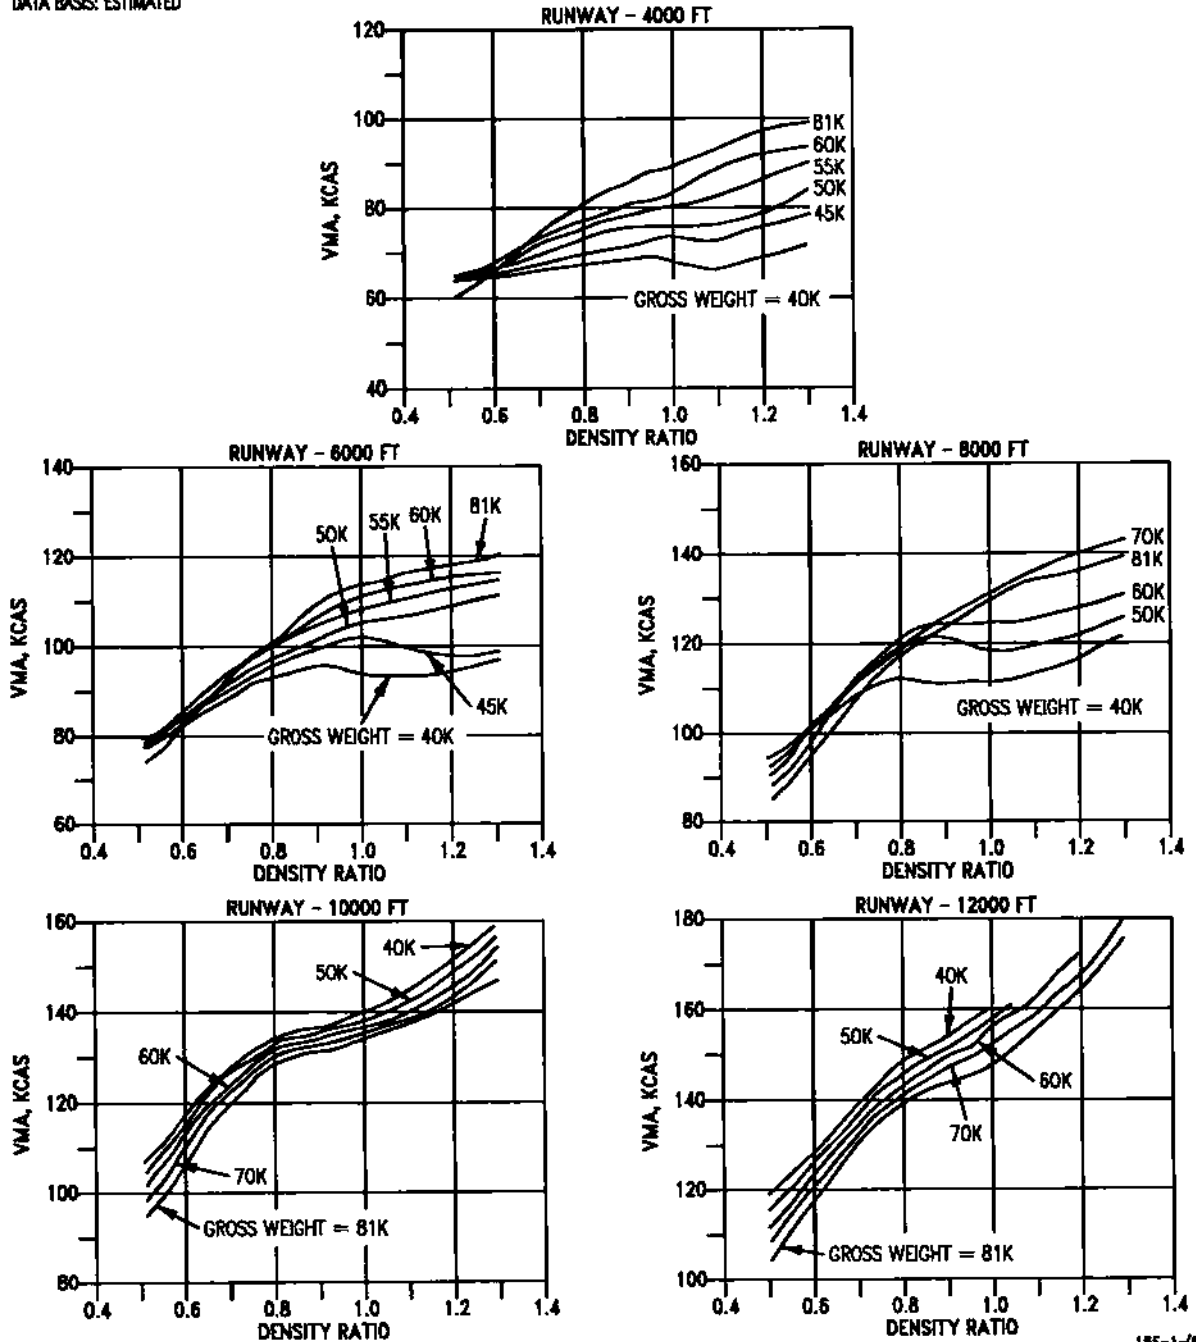 DATA BASIS: ESTIMATED
RUNWAY - 4000 FT
120
100
80
60
40
VMA, KCAS
81K
60K
55K
50K
45K
GROSS WEIGHT = 40K
0.4 0.6 0.8 1.0 1.2 1.4
DENSITY RATIO
RUNWAY - 6000 FT
140
120
100
80
60
VMA, KCAS
50K
55K
60K
81K
45K
GROSS WEIGHT = 40K
0.4 0.6 0.8 1.0 1.2 1.4
DENSITY RATIO
RUNWAY - 8000 FT
160
140
120
100
80
VMA, KCAS
70K
81K
60K
50K
GROSS WEIGHT = 40K
0.4 0.6 0.8 1.0 1.2 1.4
DENSITY RATIO
RUNWAY - 10000 FT
160
140
120
100
80
VMA, KCAS
40K
50K
60K
70K
GROSS WEIGHT = 81K
0.4 0.6 0.8 1.0 1.2 1.4
DENSITY RATIO
RUNWAY - 12000 FT
180
160
140
120
100
VMA, KCAS
40K
50K
60K
70K
GROSS WEIGHT = 81K
0.4 0.6 0.8 1.0 1.2 1.4
DENSITY RATIO